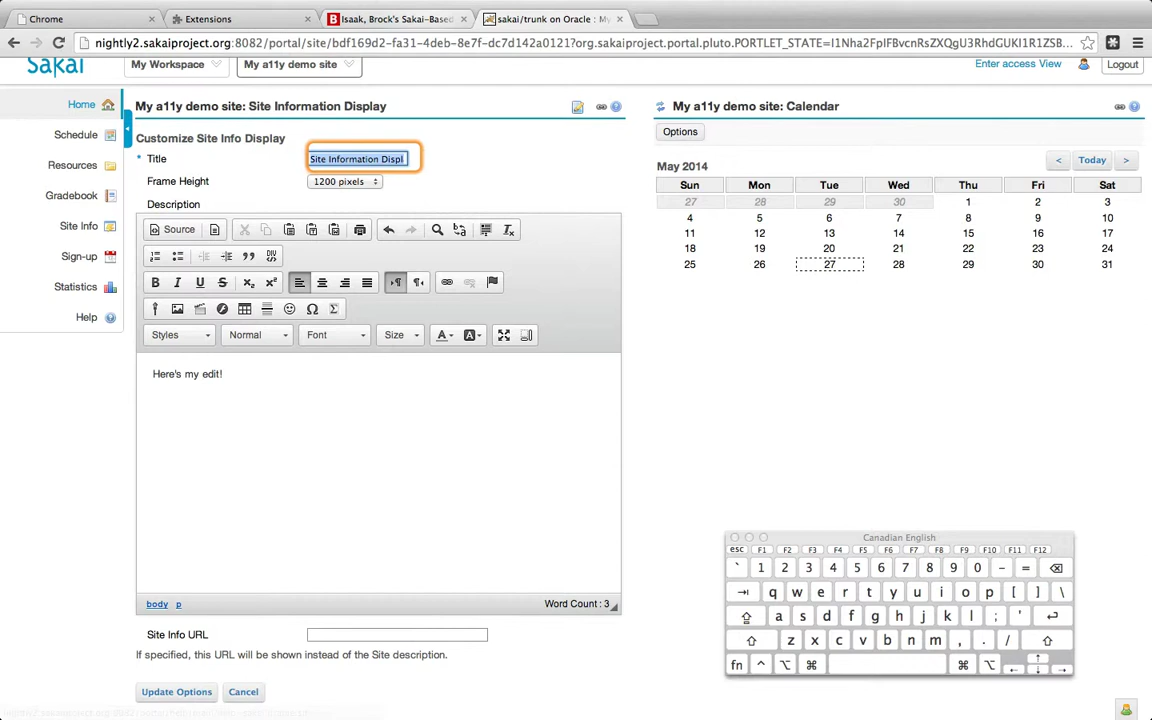 Chrome
Extensions
Isaak, Brock's Sakai-Based
sakai/trunk on Oracle : My
nightly2.sakaiproject.org:8082/portal/site/bdf169d2-fa31-4deb-8e7f-dc7d142a0121?org.sakaiproject.portal.pluto.PORTLET_STATE=
Sakai
My Workspace
My a11y demo site
Enter access View
Logout
Home
Schedule
Resources
Gradebook
Site Info
Sign-up
Statistics
Help
My a11y demo site: Site Information Display
Customize Site Info Display
* Title
Site Information Displ
Frame Height
1200 pixels
Description
Source
DIV
B I U S x₂ x²
Styles
Normal
Font
Size
A
A
Here's my edit!
body p
Word Count : 3
Site Info URL
If specified, this URL will be shown instead of the Site description.
Update Options
Cancel
My a11y demo site: Calendar
Options
May 2014
< Today >
Sun Mon Tue Wed Thu Fri Sat
27 28 29 30 1 2 3
4 5 6 7 8 9 10
11 12 13 14 15 16 17
18 19 20 21 22 23 24
25 26 27 28 29 30 31
Canadian English
esc F1 F2 F3 F4 F5 F6 F7 F8 F9 F10 F11 F12
` 1 2 3 4 5 6 7 8 9 0 - =
q w e r t y u i o p [ ] \
a s d f g h j k l ; '
z x c v b n m , . /
fn ^ ⌥ ⌘ ⌘ ⌥